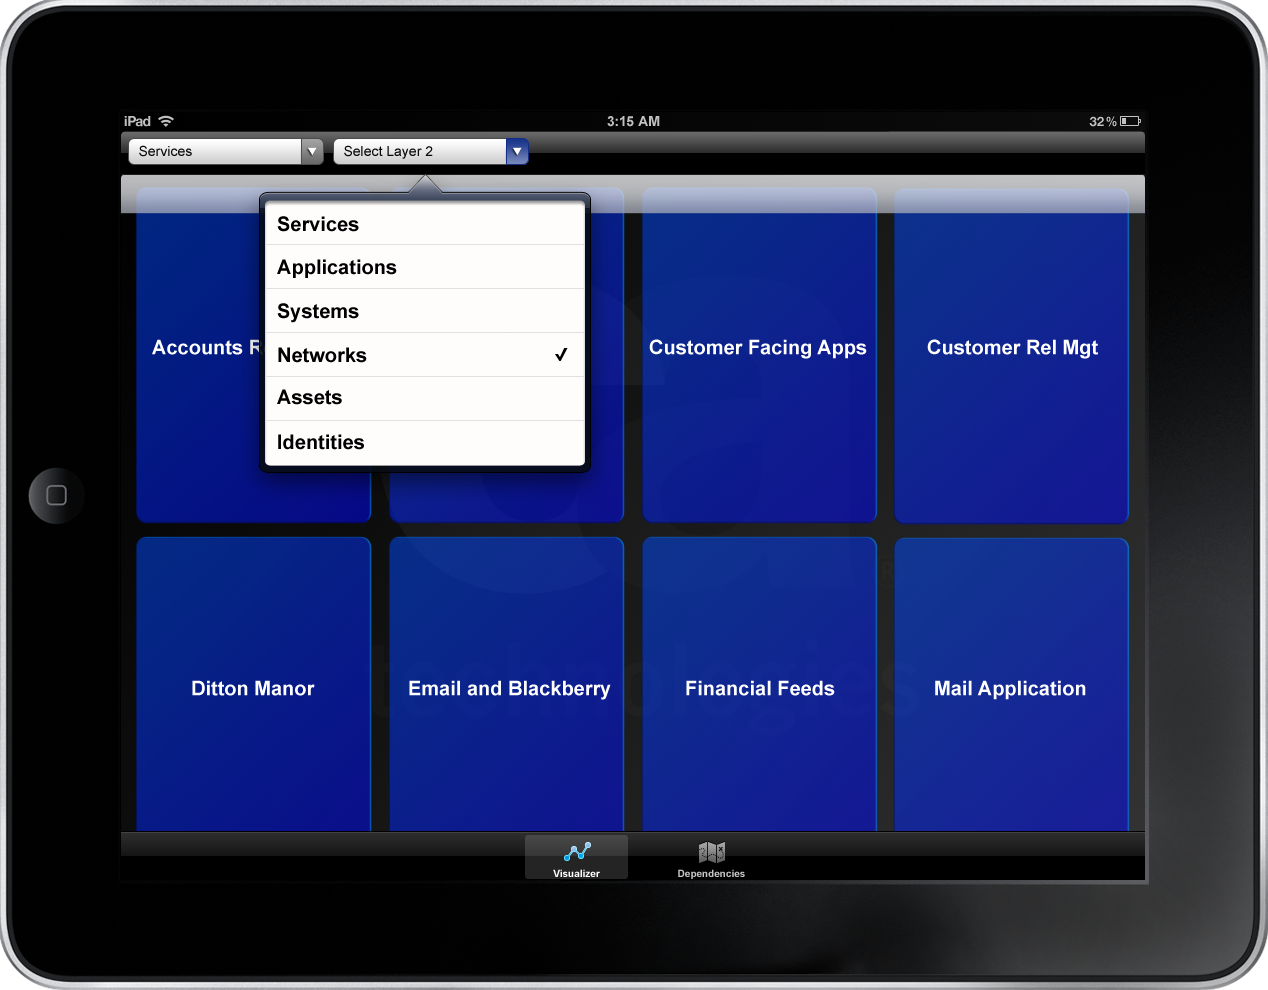 iPad 3:15 AM 32%
Services Select Layer 2
Services
Applications
Systems
Networks ✓
Assets
Identities
Accounts R
Customer Facing Apps
Customer Rel Mgt
Ditton Manor
Email and Blackberry
Financial Feeds
Mail Application
technologies
Visualizer
Dependencies